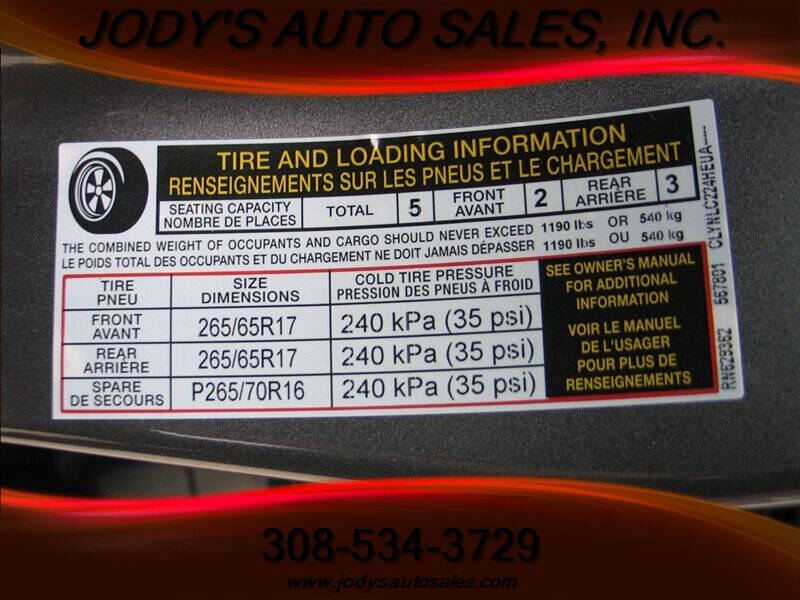 JODY'S AUTO SALES, INC.
TIRE AND LOADING INFORMATION
RENSEIGNEMENTS SUR LES PNEUS ET LE CHARGEMENT
SEATING CAPACITY
NOMBRE DE PLACES
TOTAL 5
FRONT
AVANT
2
REAR
ARRIÈRE
3
THE COMBINED WEIGHT OF OCCUPANTS AND CARGO SHOULD NEVER EXCEED 1190 lbs OR 540 kg
LE POIDS TOTAL DES OCCUPANTS ET DU CHARGEMENT NE DOIT JAMAIS DÉPASSER 1190 lbs OU 540 kg
TIRE
PNEU
SIZE
DIMENSIONS
COLD TIRE PRESSURE
PRESSION DES PNEUS À FROID
FRONT
AVANT
265/65R17
240 kPa (35 psi)
REAR
ARRIÈRE
265/65R17
240 kPa (35 psi)
SPARE
DE SECOURS
P265/70R16
240 kPa (35 psi)
SEE OWNER'S MANUAL
FOR ADDITIONAL
INFORMATION
VOIR LE MANUEL
DE L'USAGER
POUR PLUS DE
RENSEIGNEMENTS
RN629362 567801 CLYNLC224HEUA----
308-534-3729
www.jodysautosales.com